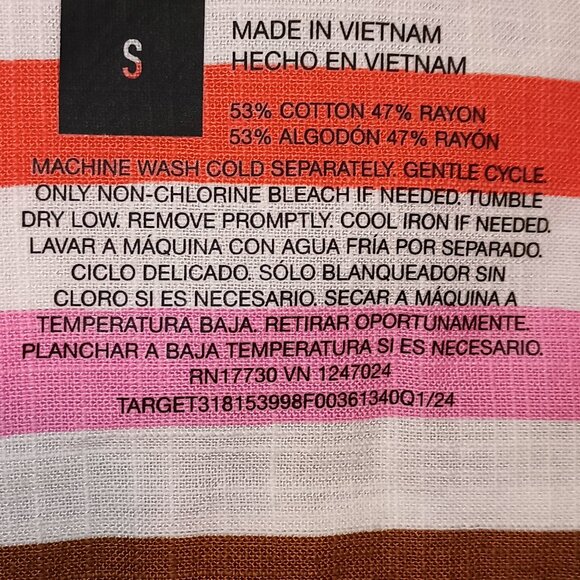 S
MADE IN VIETNAM
HECHO EN VIETNAM
53% COTTON 47% RAYON
53% ALGODÓN 47% RAYÓN
MACHINE WASH COLD SEPARATELY. GENTLE CYCLE.
ONLY NON-CHLORINE BLEACH IF NEEDED. TUMBLE
DRY LOW. REMOVE PROMPTLY. COOL IRON IF NEEDED.
LAVAR A MÁQUINA CON AGUA FRÍA POR SEPARADO.
CICLO DELICADO. SÓLO BLANQUEADOR SIN
CLORO SI ES NECESARIO. SECAR A MÁQUINA A
TEMPERATURA BAJA. RETIRAR OPORTUNAMENTE.
PLANCHAR A BAJA TEMPERATURA SI ES NECESARIO.
RN17730 VN 1247024
TARGET318153998F00361340Q1/24